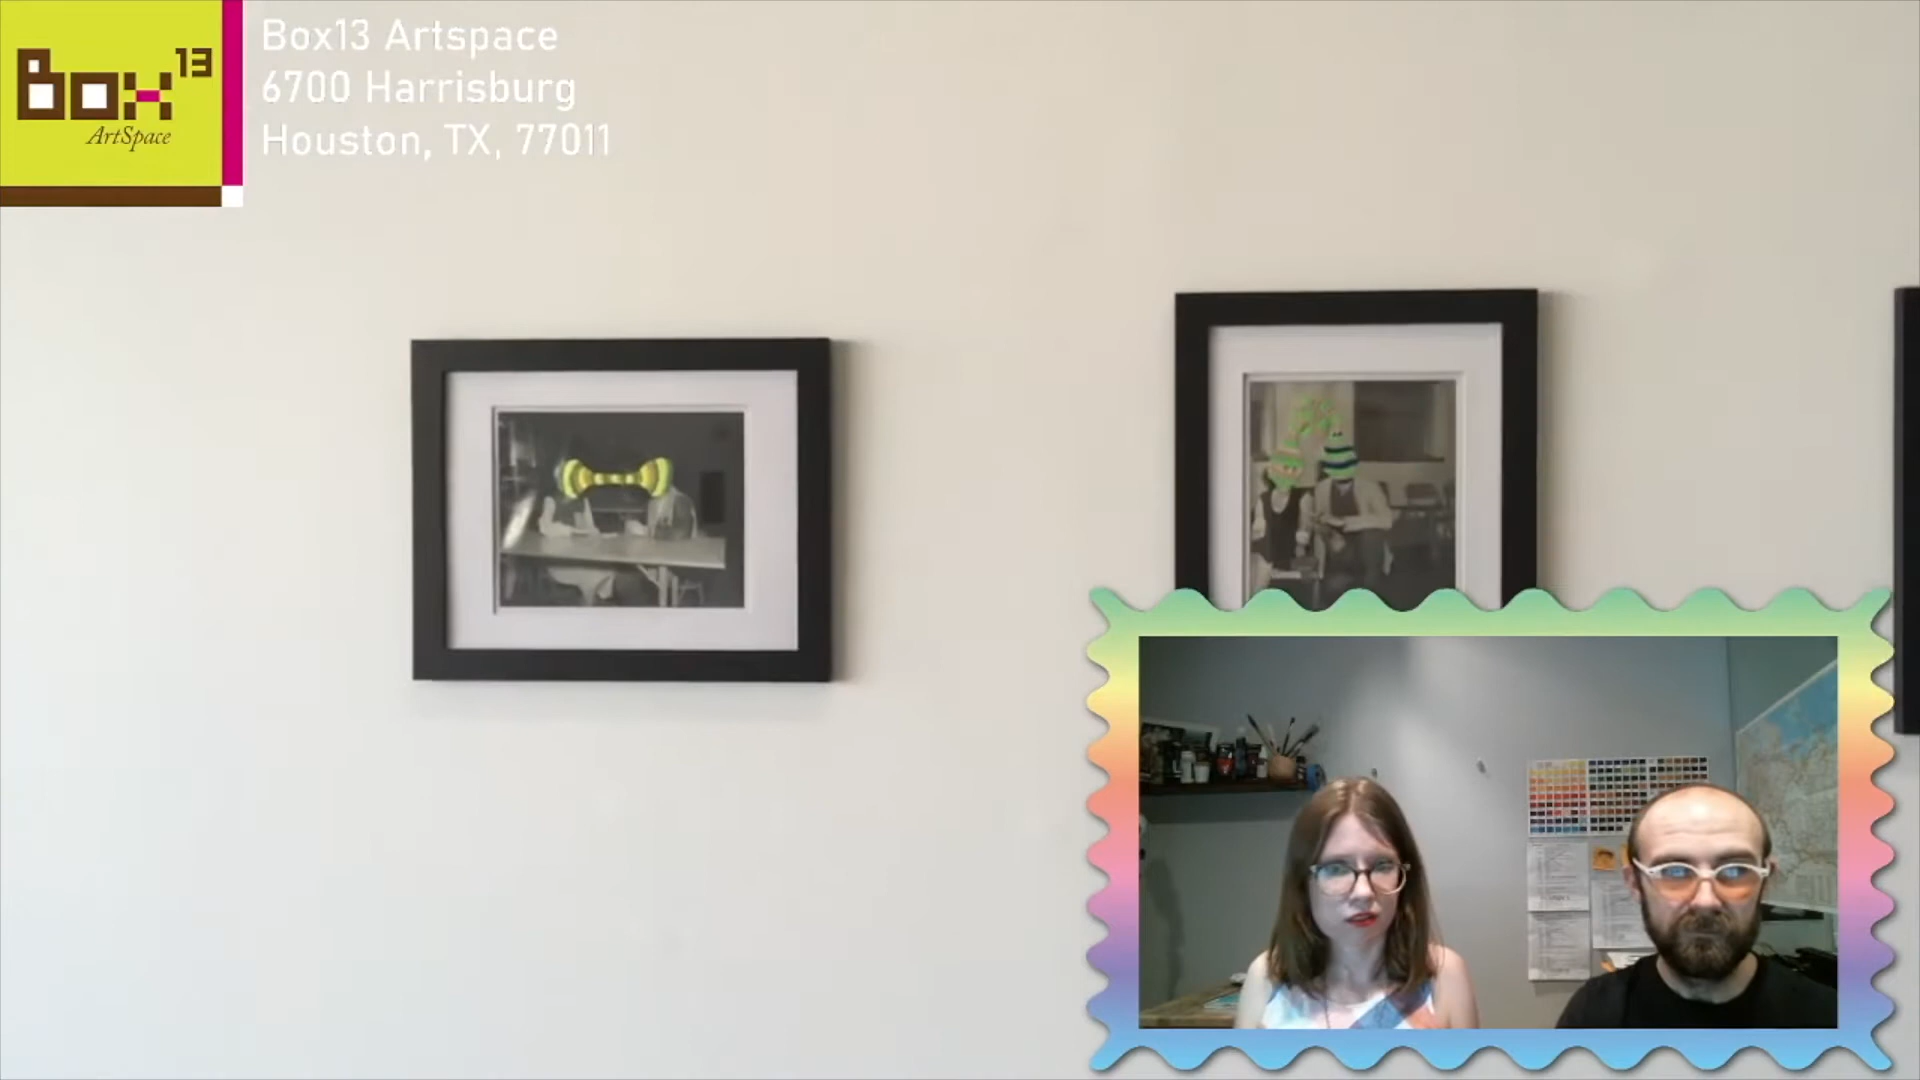 Box13
ArtSpace
Box13 Artspace
6700 Harrisburg
Houston, TX, 77011